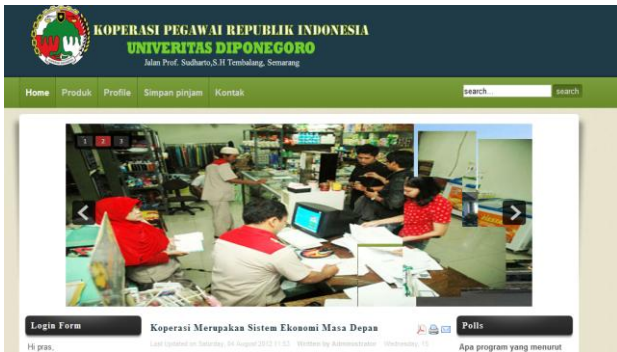 KOPERASI PEGAWAI REPUBLIK INDONESIA
UNIVERITAS DIPONEGORO
Jalan Prof. Sudharto,S.H Tembalang, Semarang
Home Produk Profile Simpan pinjam Kontak
search... search
1 2 3
Login Form
Koperasi Merupakan Sistem Ekonomi Masa Depan
Polls
Hi pras,
Last Updated on Saturday, 04 August 2012 11:53 Written by Administrator Wednesday, 15
Apa program yang menurut